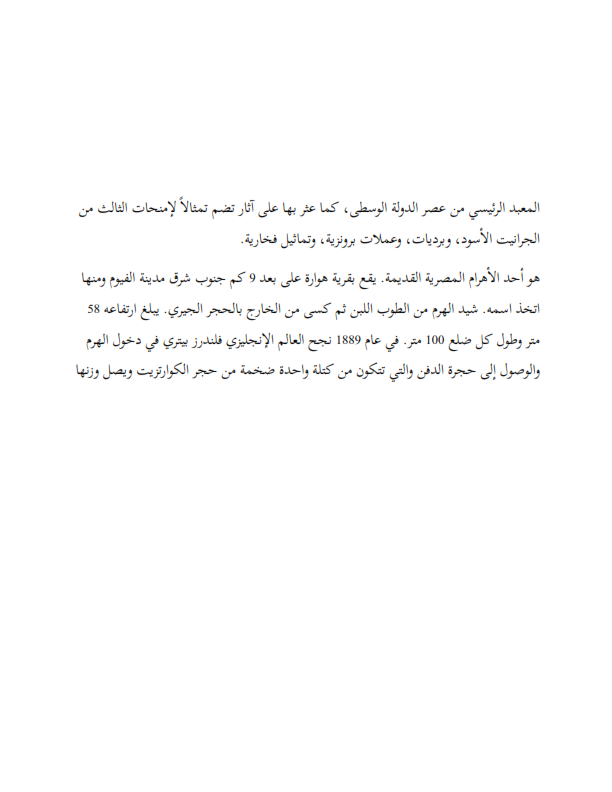 المعبد الرئيسي من عصر الدولة الوسطى، كما عثر بها على آثار تضم تمثالاً لإمنحات الثالث من
الجرانيت الأسود، وبرديات، وعملات برونزية، وتماثيل فخارية.
هو أحد الأهرام المصرية القديمة. يقع بقرية هوارة على بعد 9 كم جنوب شرق مدينة الفيوم ومنها
اتخذ اسمه. شيد الهرم من الطوب اللبن ثم كسى من الخارج بالحجر الجيري. يبلغ ارتفاعه 58
متر وطول كل ضلع 100 متر. في عام 1889 نجح العالم الإنجليزي فلندرز بيتري في دخول الهرم
والوصول إلى حجرة الدفن والتي تتكون من كتلة واحدة ضخمة من حجر الكوارتزيت ويصل وزنها